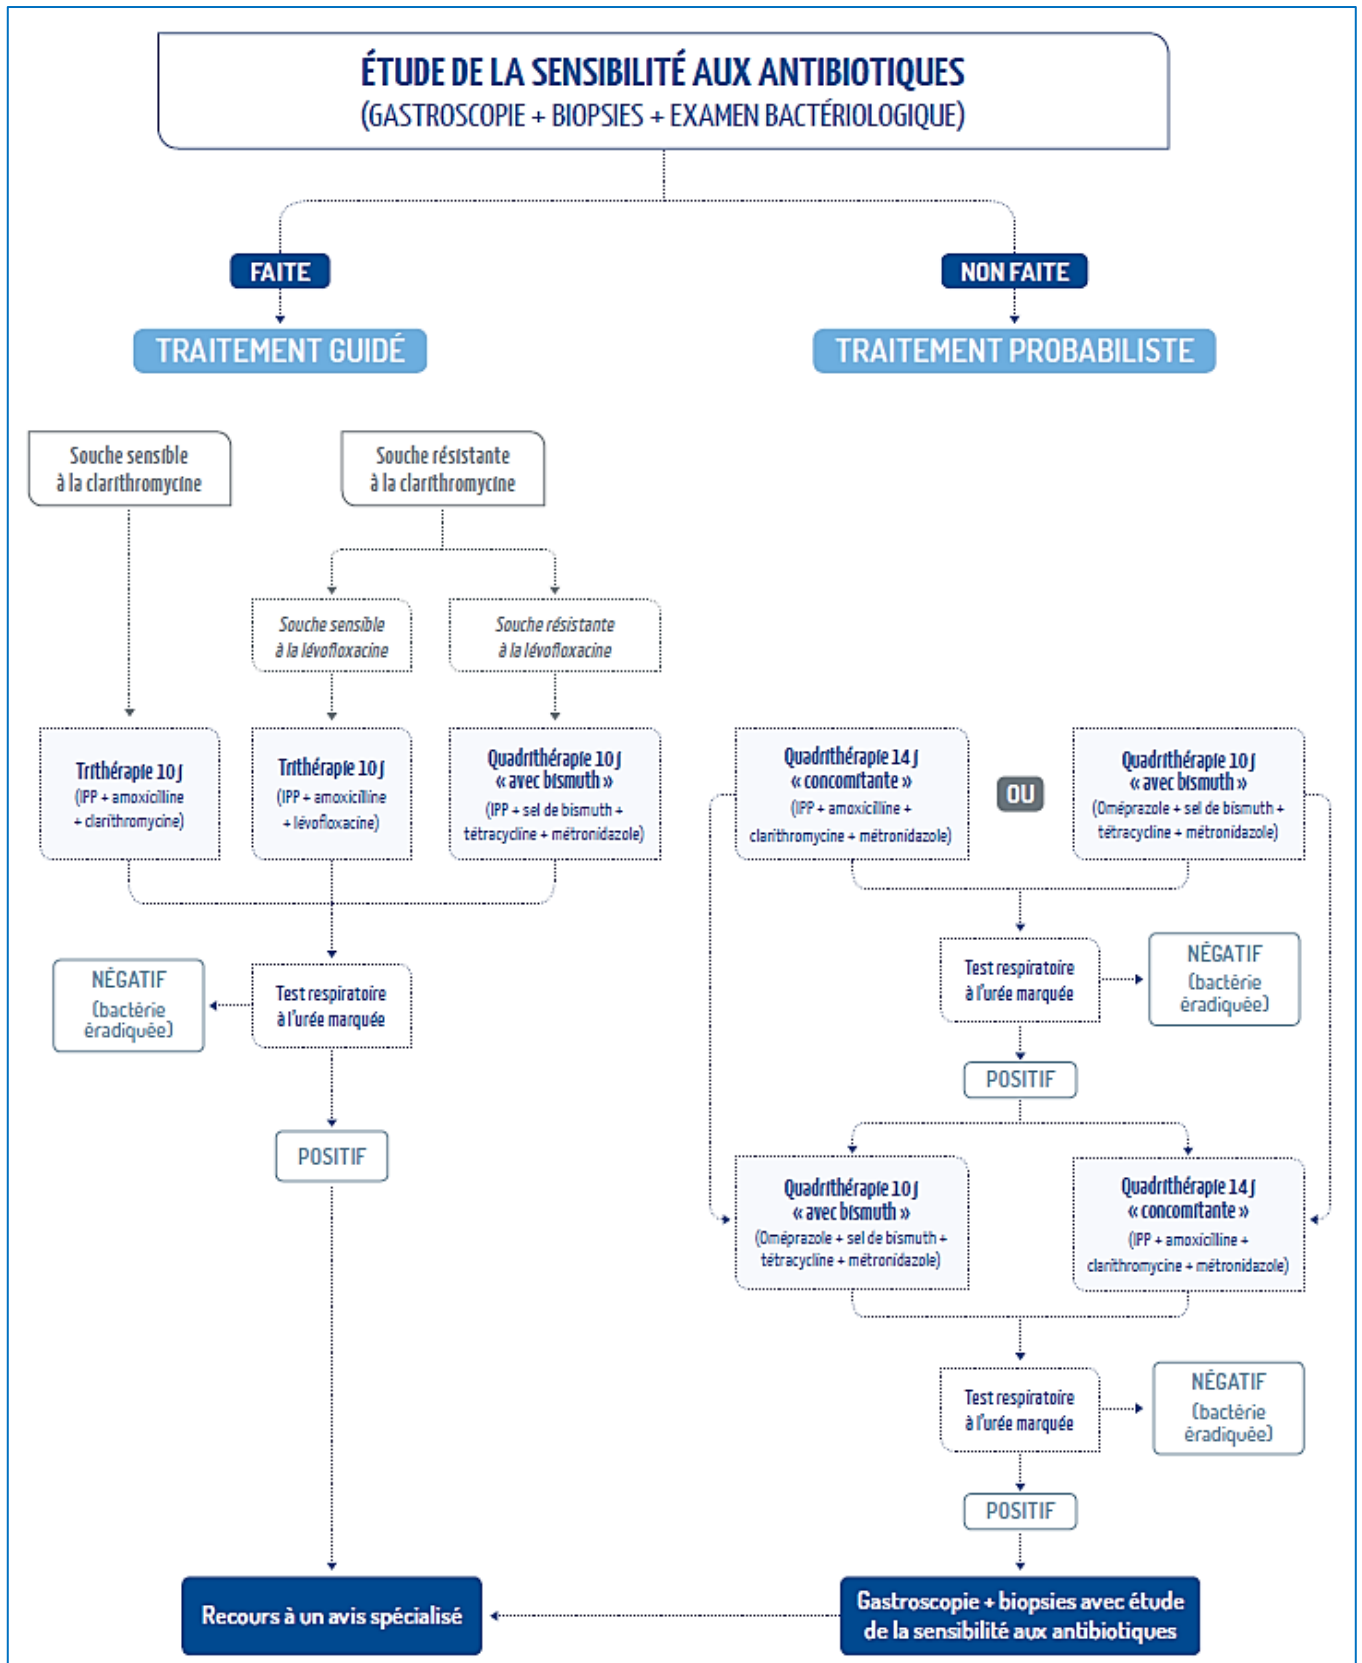 ÉTUDE DE LA SENSIBILITÉ AUX ANTIBIOTIQUES
(GASTROSCOPIE + BIOPSIES + EXAMEN BACTÉRIOLOGIQUE)
FAITE
NON FAITE
TRAITEMENT GUIDÉ
TRAITEMENT PROBABILISTE
Souche sensible
à la clarithromycine
Souche résistante
à la clarithromycine
Souche sensible
à la lévofloxacine
Souche résistante
à la lévofloxacine
Trithérapie 10 j
(IPP + amoxicilline
+ clarithromycine)
Trithérapie 10 j
(IPP + amoxicilline
+ lévofloxacine)
Quadrithérapie 10 j
« avec bismuth »
(IPP + sel de bismuth +
tétracycline + métronidazole)
Quadrithérapie 14 j
« concomitante »
(IPP + amoxicilline +
clarithromycine + métronidazole)
OU
Quadrithérapie 10 j
« avec bismuth »
(Oméprazole + sel de bismuth +
tétracycline + métronidazole)
NÉGATIF
(bactérie
éradiquée)
Test respiratoire
à l'urée marquée
POSITIF
Test respiratoire
à l'urée marquée
NÉGATIF
(bactérie
éradiquée)
POSITIF
Quadrithérapie 10 j
« avec bismuth »
(Oméprazole + sel de bismuth +
tétracycline + métronidazole)
Quadrithérapie 14 j
« concomitante »
(IPP + amoxicilline +
clarithromycine + métronidazole)
Test respiratoire
à l'urée marquée
NÉGATIF
(bactérie
éradiquée)
POSITIF
Recours à un avis spécialisé
Gastroscopie + biopsies avec étude
de la sensibilité aux antibiotiques